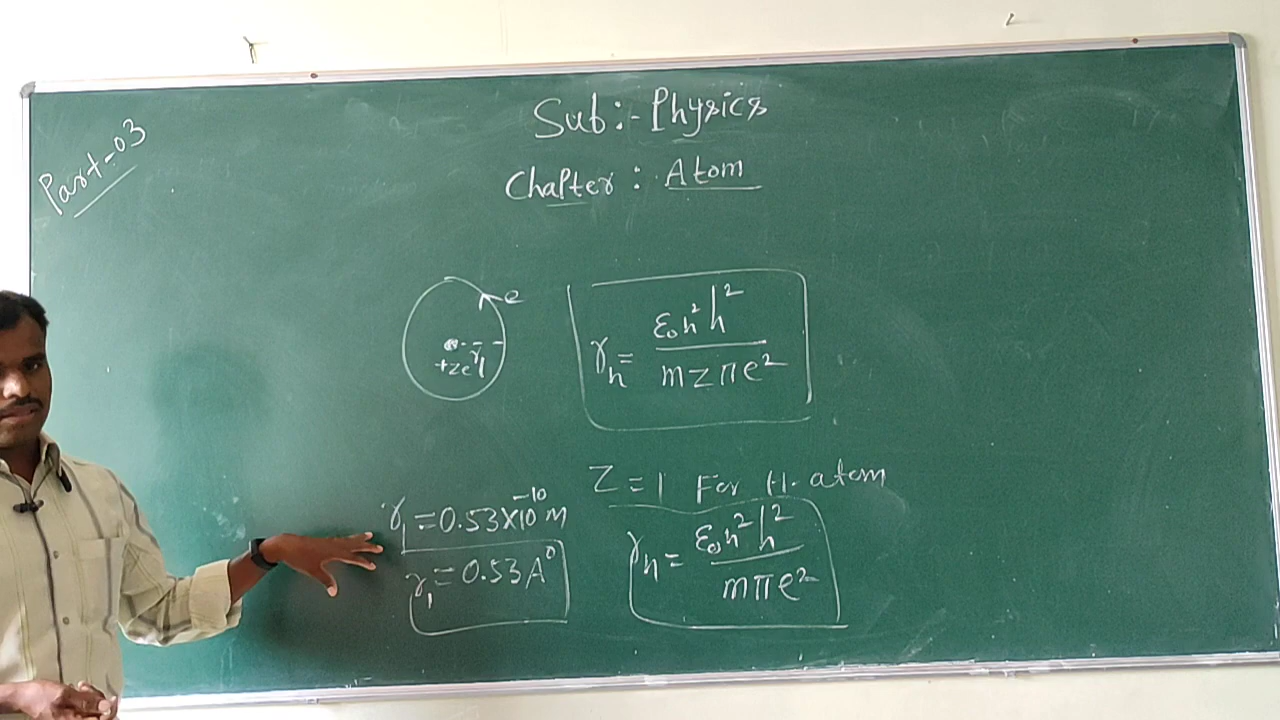 Part-03
Sub:- Physics
Chapter : Atom
e
r
+ze
rn = ε₀n²h² / mzπe²
Z = 1 For H-atom
r₁ = 0.53×10⁻¹⁰ m
r₁ = 0.53 A⁰
rn = ε₀n²h² / mπe²